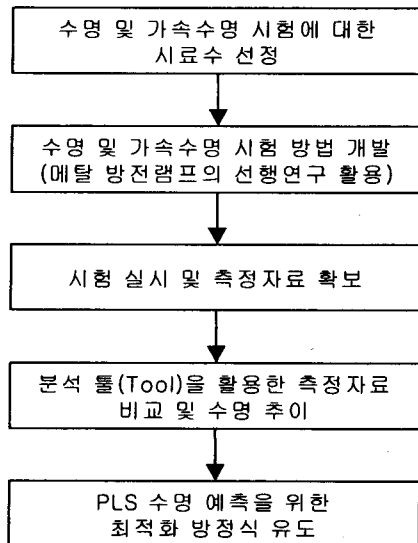 수명 및 가속수명 시험에 대한
시료수 선정
수명 및 가속수명 시험 방법 개발
(메탈 방전램프의 선행연구 활용)
시험 실시 및 측정자료 확보
분석 툴(Tool)을 활용한 측정자료
비교 및 수명 추이
PLS 수명 예측을 위한
최적화 방정식 유도